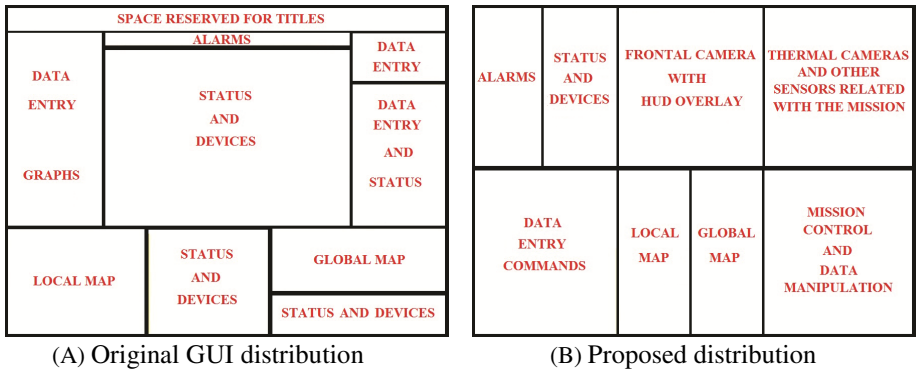 SPACE RESERVED FOR TITLES
DATA
ENTRY
GRAPHS
ALARMS
STATUS
AND
DEVICES
DATA
ENTRY
DATA
ENTRY
AND
STATUS
LOCAL MAP
STATUS
AND
DEVICES
GLOBAL MAP
STATUS AND DEVICES
(A) Original GUI distribution
ALARMS
STATUS
AND
DEVICES
FRONTAL CAMERA
WITH
HUD OVERLAY
THERMAL CAMERAS
AND OTHER
SENSORS RELATED
WITH THE MISSION
DATA
ENTRY
COMMANDS
LOCAL
MAP
GLOBAL
MAP
MISSION
CONTROL
AND
DATA
MANIPULATION
(B) Proposed distribution